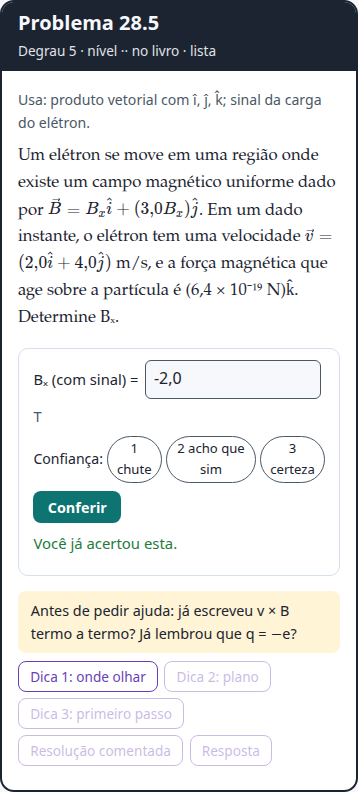 Problema 28.5
Degrau 5 · nível ·· no livro · lista
Usa: produto vetorial com î, ĵ, k̂; sinal da carga
do elétron.
Um elétron se move em uma região onde
existe um campo magnético uniforme dado
por B⃗ = Bₓî + (3,0Bₓ)ĵ. Em um dado
instante, o elétron tem uma velocidade v⃗ =
(2,0î + 4,0ĵ) m/s, e a força magnética que
age sobre a partícula é (6,4 × 10⁻¹⁹ N)k̂.
Determine Bₓ.
Bₓ (com sinal) = -2,0
T
Confiança: 1 chute 2 acho que sim 3 certeza
Conferir
Você já acertou esta.
Antes de pedir ajuda: já escreveu v × B
termo a termo? Já lembrou que q = −e?
Dica 1: onde olhar Dica 2: plano
Dica 3: primeiro passo
Resolução comentada Resposta